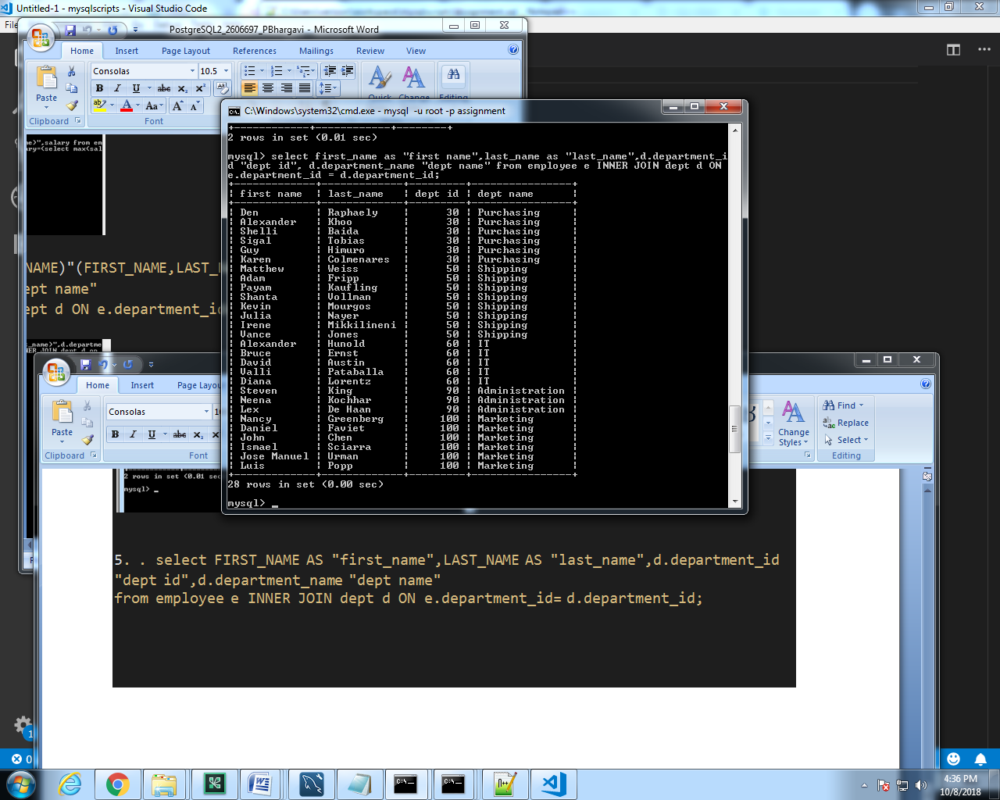 Untitled-1 - mysqlscripts - Visual Studio Code
PostgreSQL2_2606697_PBhargavi - Microsoft Word
Home Insert Page Layout References Mailings Review View
Consolas 10.5
Paste
Clipboard Font
C:\Windows\system32\cmd.exe - mysql -u root -p assignment
2 rows in set (0.01 sec)
mysql> select first_name as "first name",last_name as "last_name",d.department_i
d "dept id", d.department_name "dept name" from employee e INNER JOIN dept d ON
e.department_id = d.department_id;
| first name | last_name | dept id | dept name |
| Den | Raphaely | 30 | Purchasing |
| Alexander | Khoo | 30 | Purchasing |
| Shelli | Baida | 30 | Purchasing |
| Sigal | Tobias | 30 | Purchasing |
| Guy | Himuro | 30 | Purchasing |
| Karen | Colmenares | 30 | Purchasing |
| Matthew | Weiss | 50 | Shipping |
| Adam | Fripp | 50 | Shipping |
| Payam | Kaufling | 50 | Shipping |
| Shanta | Vollman | 50 | Shipping |
| Kevin | Mourgos | 50 | Shipping |
| Julia | Nayer | 50 | Shipping |
| Irene | Mikkilineni | 50 | Shipping |
| Vance | Jones | 50 | Shipping |
| Alexander | Hunold | 60 | IT |
| Bruce | Ernst | 60 | IT |
| David | Austin | 60 | IT |
| Valli | Pataballa | 60 | IT |
| Diana | Lorentz | 60 | IT |
| Steven | King | 90 | Administration |
| Neena | Kochhar | 90 | Administration |
| Lex | De Haan | 90 | Administration |
| Nancy | Greenberg | 100 | Marketing |
| Daniel | Faviet | 100 | Marketing |
| John | Chen | 100 | Marketing |
| Ismael | Sciarra | 100 | Marketing |
| Jose Manuel | Urman | 100 | Marketing |
| Luis | Popp | 100 | Marketing |
28 rows in set (0.00 sec)
mysql>
)",salary from em
ary=(select max(sal
NAME)"(FIRST_NAME,LAST_
ept name"
ept d ON e.department_id
Home Insert Page Layou
Consolas
Paste
Clipboard Font
Change
Styles
Find
Replace
Select
Editing
2 rows in set (0.01 sec
mysql> _
5. . select FIRST_NAME AS "first_name",LAST_NAME AS "last_name",d.department_id
"dept id",d.department_name "dept name"
from employee e INNER JOIN dept d ON e.department_id= d.department_id;
1
0
4:36 PM
10/8/2018